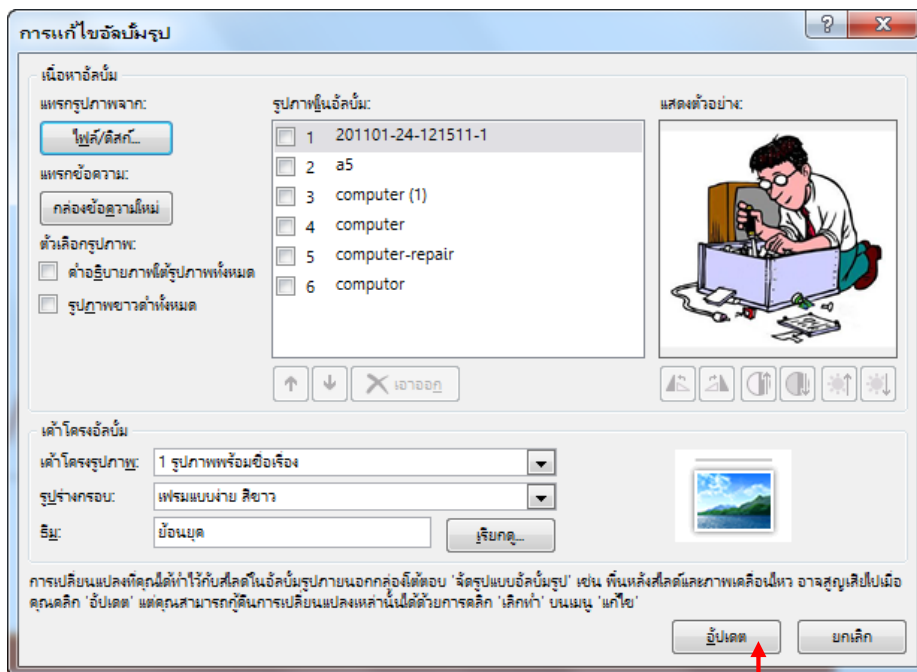 การแก้ไขอัลบั้มรูป
เนื้อหาอัลบั้ม
แทรกรูปภาพจาก:
ไฟล์/ดิสก์...
แทรกข้อความ:
กล่องข้อความใหม่
ตัวเลือกรูปภาพ:
คำอธิบายภาพใต้รูปภาพทั้งหมด
รูปภาพขาวดำทั้งหมด
รูปภาพในอัลบั้ม:
1 201101-24-121511-1
2 a5
3 computer (1)
4 computer
5 computer-repair
6 computor
เอาออก
แสดงตัวอย่าง:
เค้าโครงอัลบั้ม
เค้าโครงรูปภาพ: 1 รูปภาพพร้อมชื่อเรื่อง
รูปร่างกรอบ: เฟรมแบบง่าย สีขาว
ธีม: ย้อนยุค เรียกดู...
การเปลี่ยนแปลงที่คุณได้ทำไว้กับสไลด์ในอัลบั้มรูปภายนอกกล่องโต้ตอบ 'จัดรูปแบบอัลบั้มรูป' เช่น พื้นหลังสไลด์และภาพเคลื่อนไหว อาจสูญเสียไปเมื่อ
คุณคลิก 'อัปเดต' แต่คุณสามารถกู้คืนการเปลี่ยนแปลงเหล่านั้นได้ด้วยการคลิก 'เลิกทำ' บนเมนู 'แก้ไข'
อัปเดต ยกเลิก